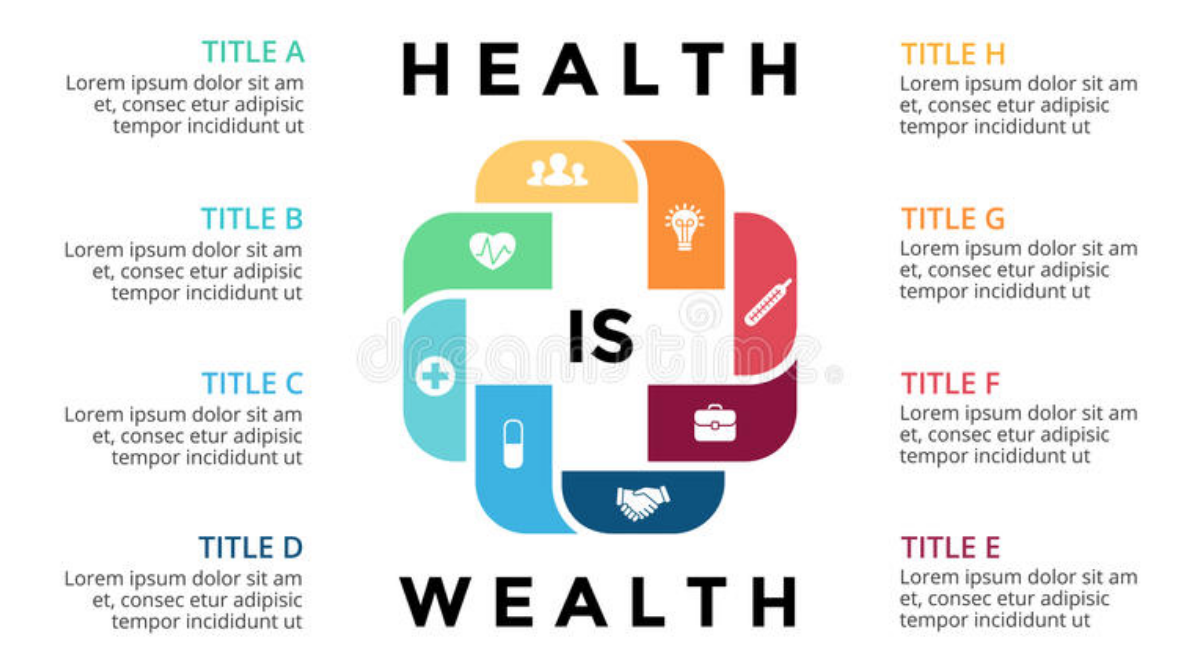 HEALTH
TITLE A
Lorem ipsum dolor sit am
et, consec etur adipisic
tempor incididunt ut
TITLE B
Lorem ipsum dolor sit am
et, consec etur adipisic
tempor incididunt ut
TITLE C
Lorem ipsum dolor sit am
et, consec etur adipisic
tempor incididunt ut
TITLE D
Lorem ipsum dolor sit am
et, consec etur adipisic
tempor incididunt ut
IS
dreamstime
WEALTH
TITLE H
Lorem ipsum dolor sit am
et, consec etur adipisic
tempor incididunt ut
TITLE G
Lorem ipsum dolor sit am
et, consec etur adipisic
tempor incididunt ut
TITLE F
Lorem ipsum dolor sit am
et, consec etur adipisic
tempor incididunt ut
TITLE E
Lorem ipsum dolor sit am
et, consec etur adipisic
tempor incididunt ut